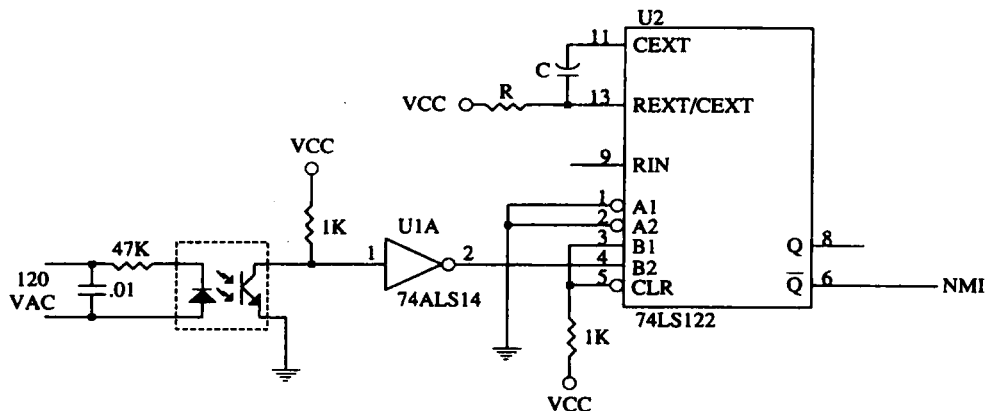 U2
11
CEXT
C
R
VCC
13
REXT/CEXT
VCC
9
RIN
1K
U1A
1
A1
2
A2
47K
1
2
3
B1
Q
8
4
B2
120
VAC
.01
74ALS14
5
CLR
Q
6
NMI
74LS122
1K
VCC